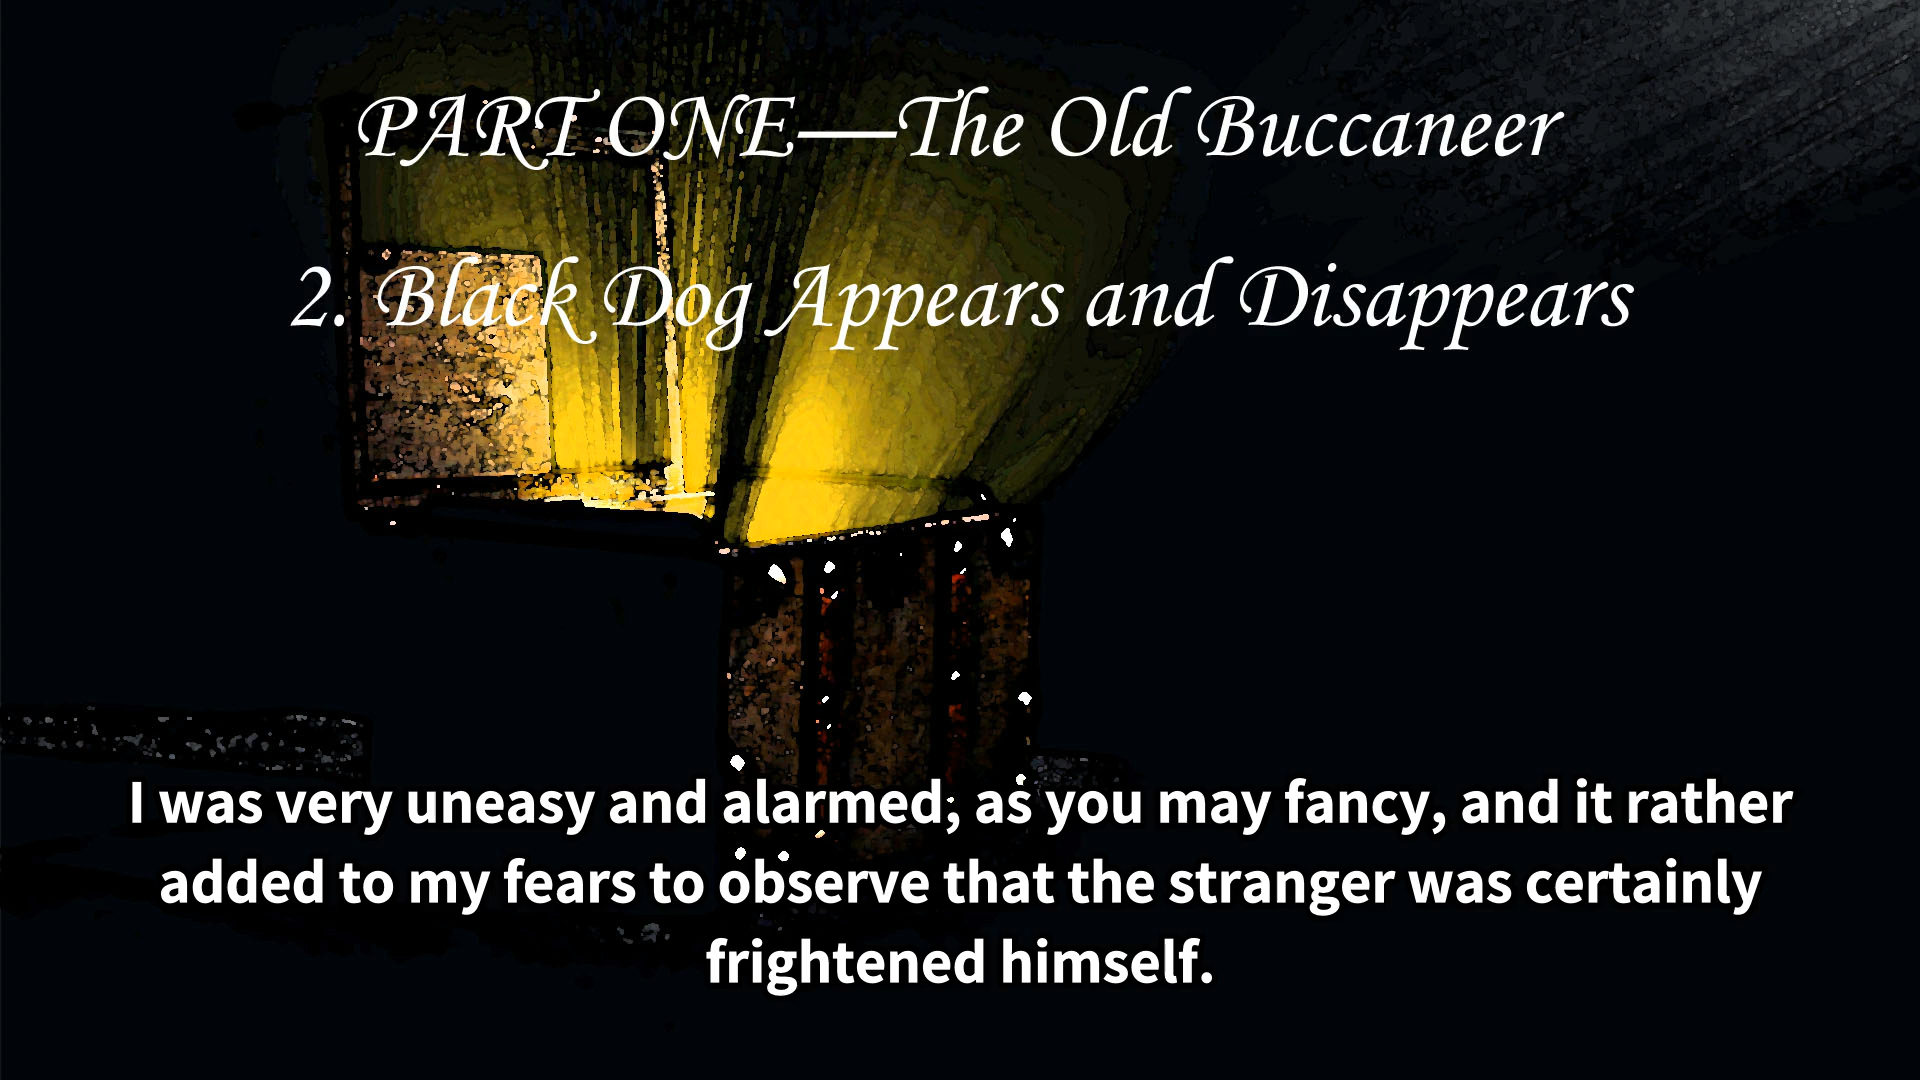 PART ONE—The Old Buccaneer
2. Black Dog Appears and Disappears
I was very uneasy and alarmed, as you may fancy, and it rather
added to my fears to observe that the stranger was certainly
frightened himself.